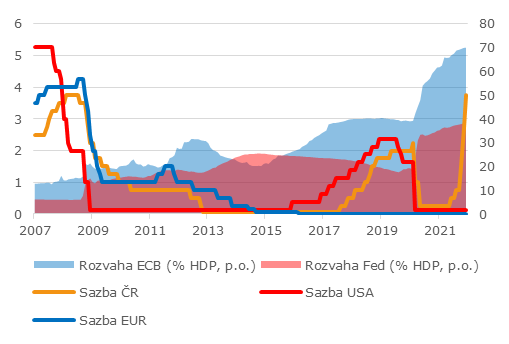 6 80
5 70
60
4 50
3 40
2 30
20
1 10
0 0
2007 2009 2011 2013 2015 2017 2019 2021
Rozvaha ECB (% HDP, p.o.) Rozvaha Fed (% HDP, p.o.)
Sazba ČR Sazba USA
Sazba EUR